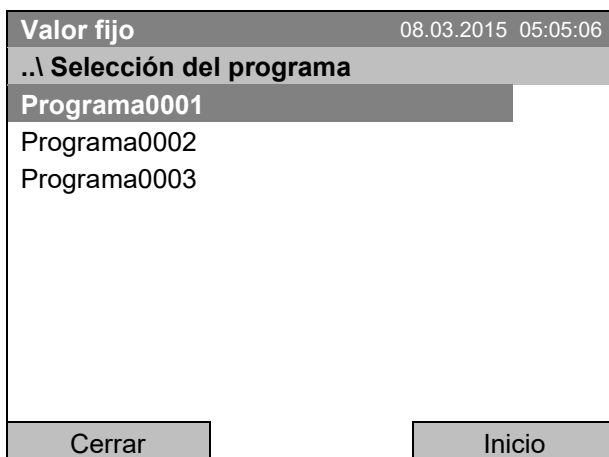 Valor fijo 08.03.2015 05:05:06
..\ Selección del programa
Programa0001
Programa0002
Programa0003
Cerrar Inicio